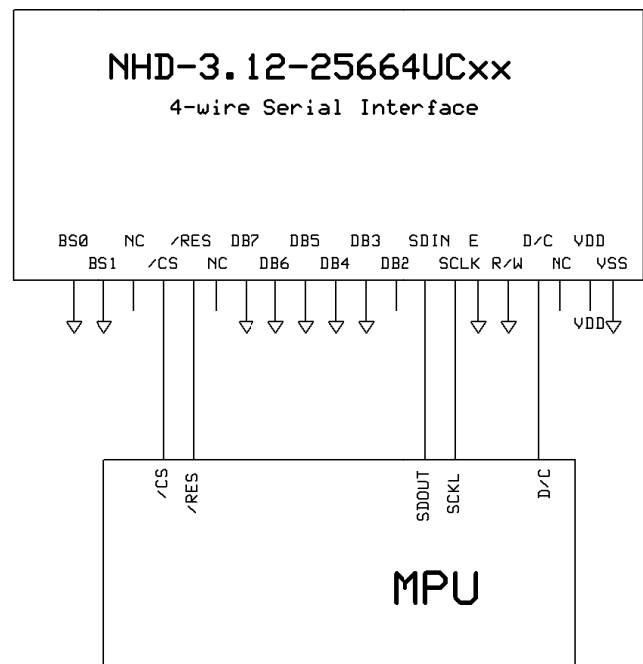 NHD-3.12-25664UCxx
4-wire Serial Interface
BS0 NC /RES DB7 DB5 DB3 SDIN E D/C VDD
BS1 /CS NC DB6 DB4 DB2 SCLK R/W NC VSS
VDD
/CS /RES SDOUT SCKL D/C
MPU